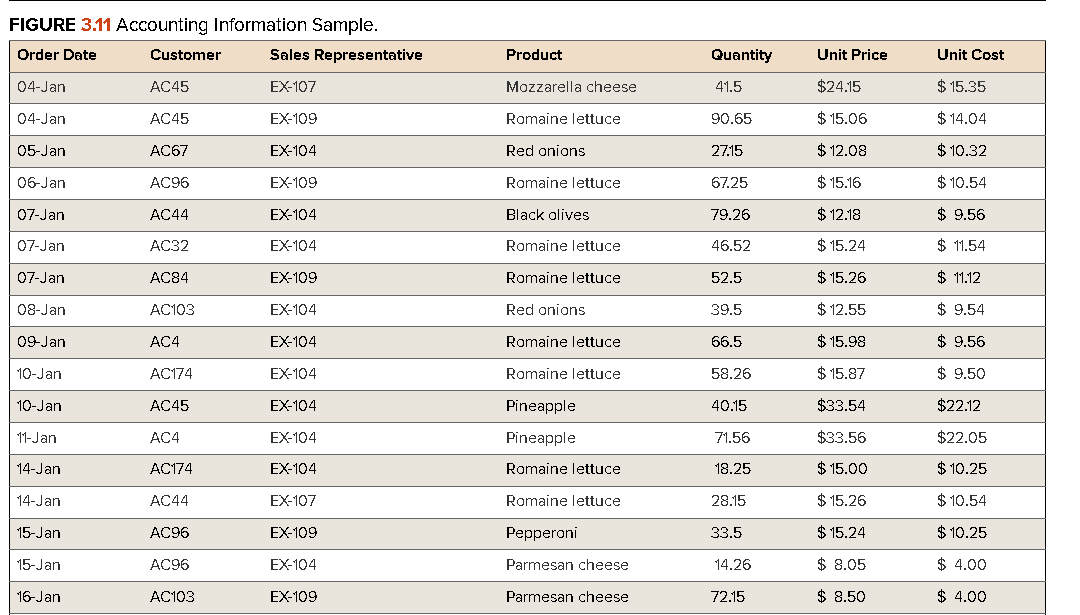 FIGURE 3.11 Accounting Information Sample.
Order Date Customer Sales Representative Product Quantity Unit Price Unit Cost
04-Jan AC45 EX-107 Mozzarella cheese 41.5 $24.15 $ 15.35
04-Jan AC45 EX-109 Romaine lettuce 90.65 $ 15.06 $ 14.04
05-Jan AC67 EX-104 Red onions 27.15 $ 12.08 $ 10.32
06-Jan AC96 EX-109 Romaine lettuce 67.25 $ 15.16 $ 10.54
07-Jan AC44 EX-104 Black olives 79.26 $ 12.18 $ 9.56
07-Jan AC32 EX-104 Romaine lettuce 46.52 $ 15.24 $ 11.54
07-Jan AC84 EX-109 Romaine lettuce 52.5 $ 15.26 $ 11.12
08-Jan AC103 EX-104 Red onions 39.5 $ 12.55 $ 9.54
09-Jan AC4 EX-104 Romaine lettuce 66.5 $ 15.98 $ 9.56
10-Jan AC174 EX-104 Romaine lettuce 58.26 $ 15.87 $ 9.50
10-Jan AC45 EX-104 Pineapple 40.15 $33.54 $22.12
11-Jan AC4 EX-104 Pineapple 71.56 $33.56 $22.05
14-Jan AC174 EX-104 Romaine lettuce 18.25 $ 15.00 $ 10.25
14-Jan AC44 EX-107 Romaine lettuce 28.15 $ 15.26 $ 10.54
15-Jan AC96 EX-109 Pepperoni 33.5 $ 15.24 $ 10.25
15-Jan AC96 EX-104 Parmesan cheese 14.26 $ 8.05 $ 4.00
16-Jan AC103 EX-109 Parmesan cheese 72.15 $ 8.50 $ 4.00